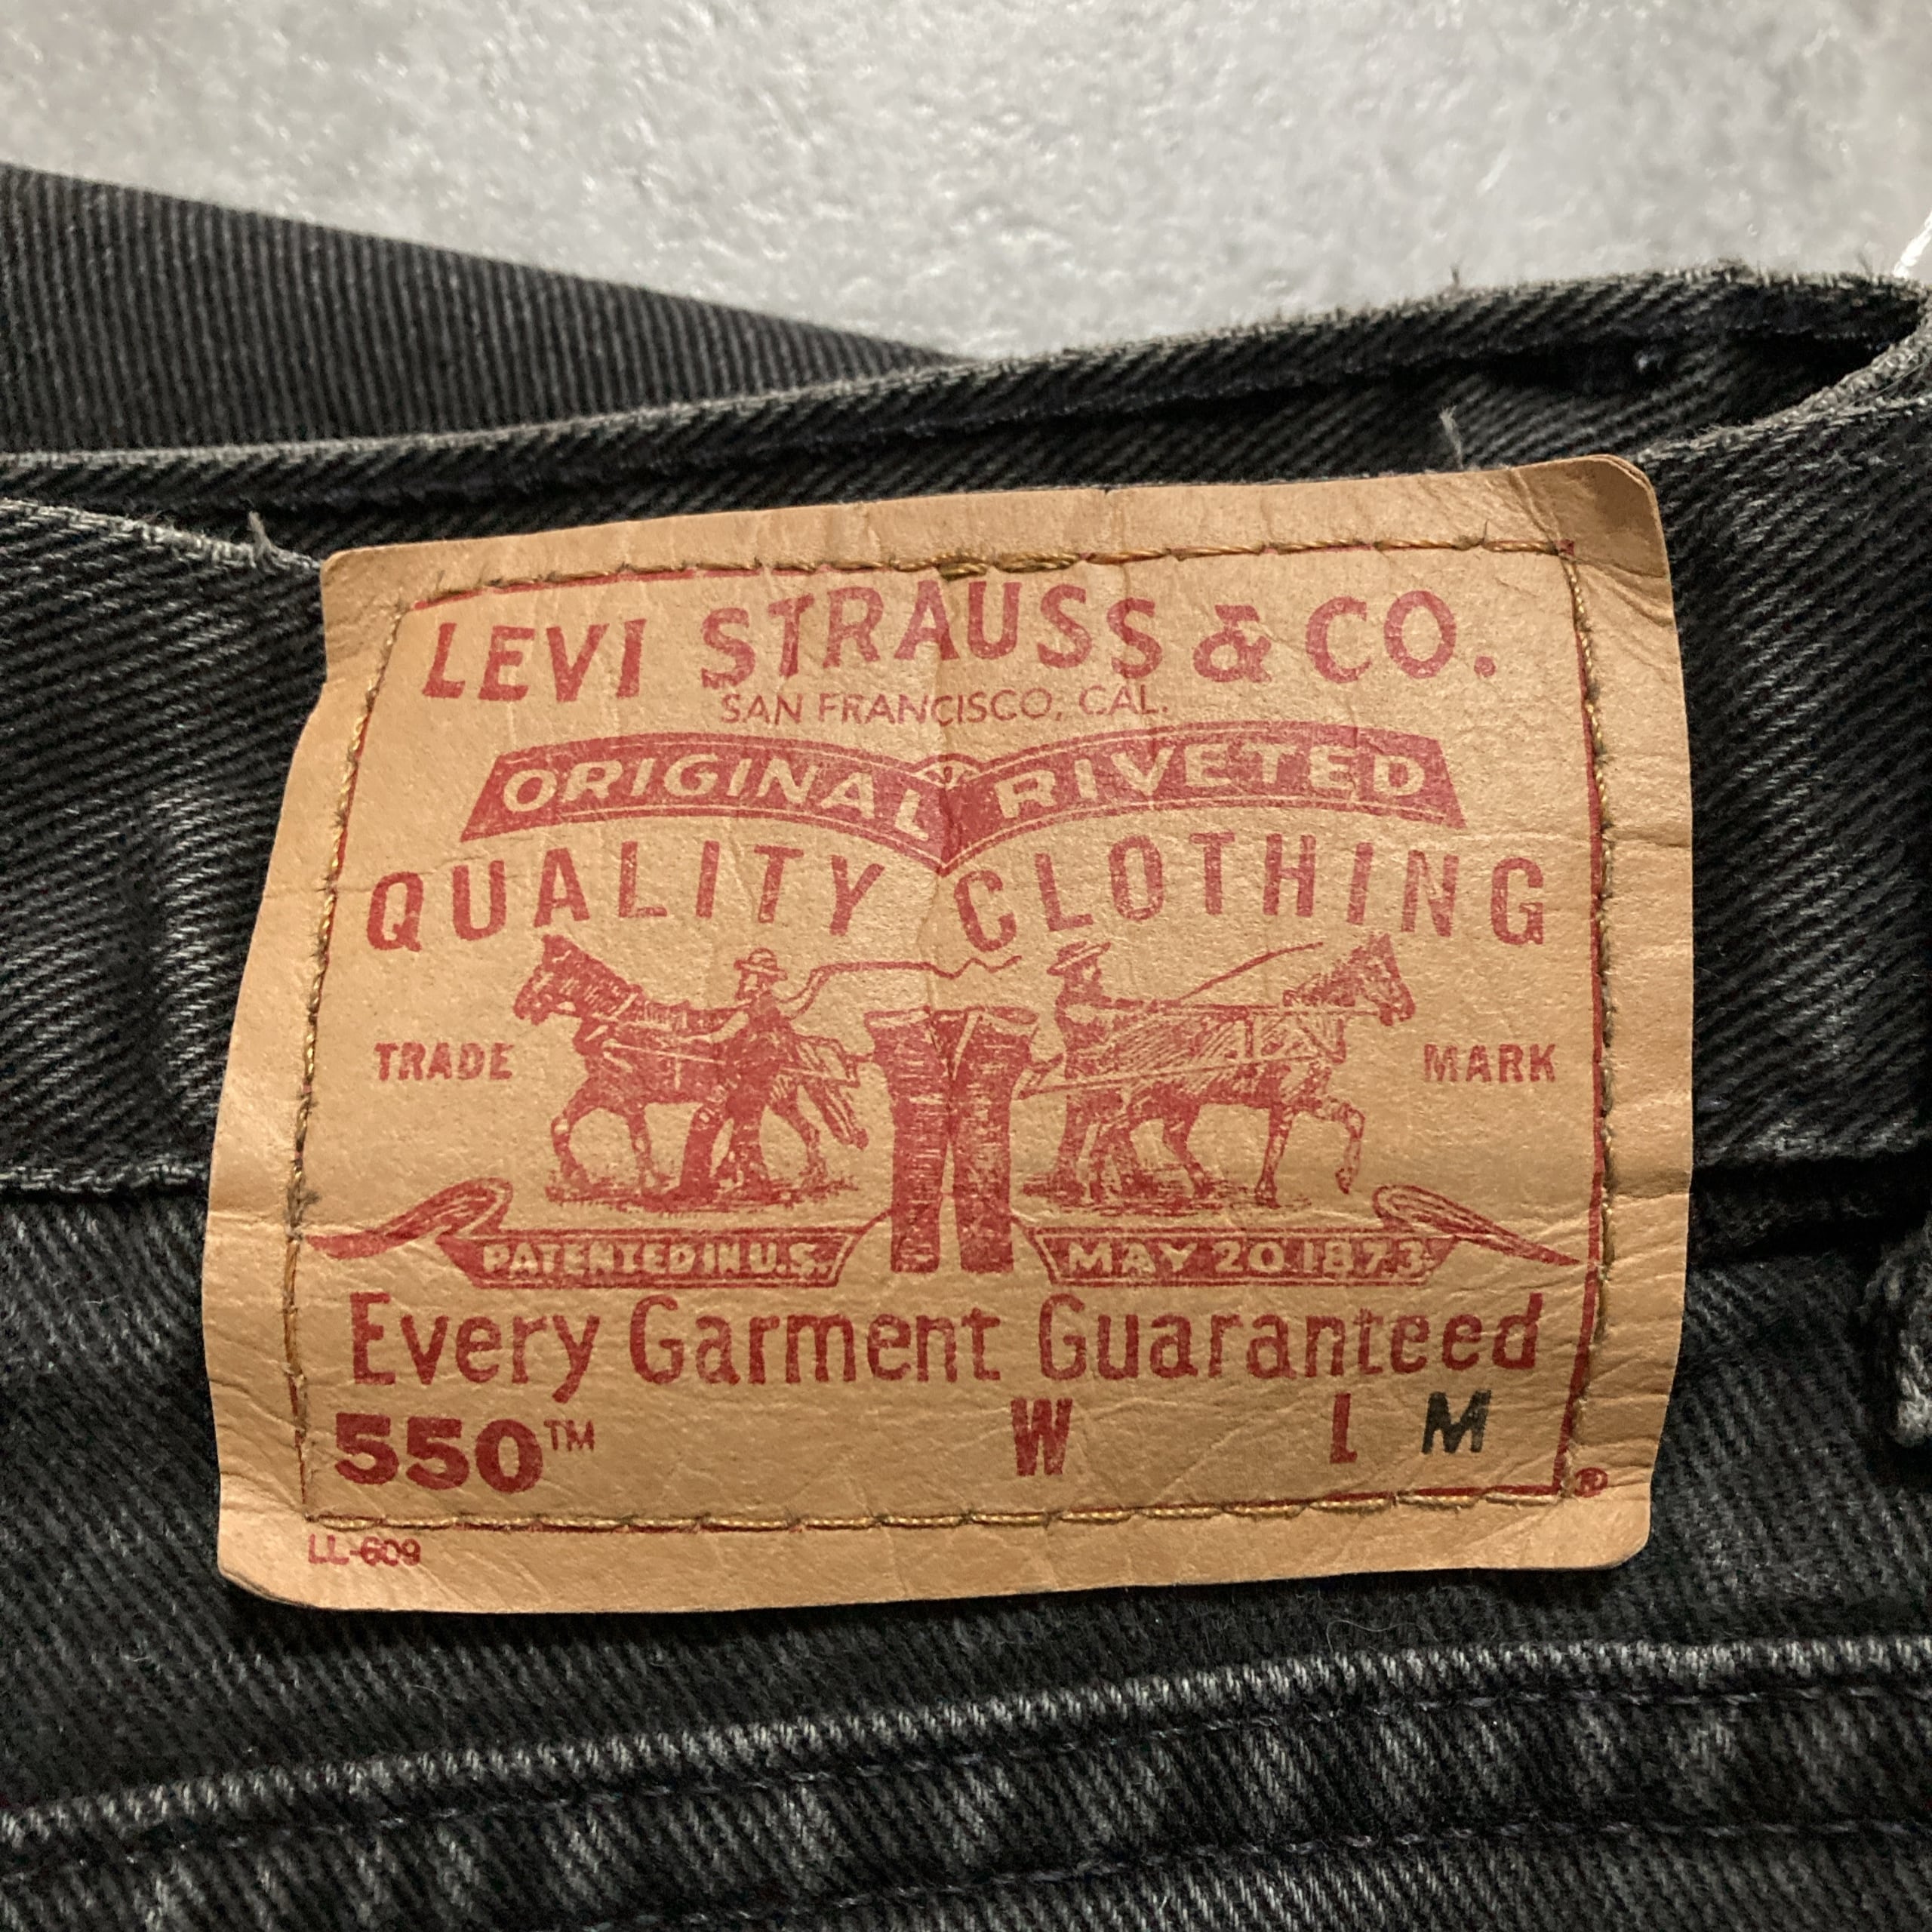 LEVI STRAUSS & CO.
SAN FRANCISCO, CAL.
ORIGINAL RIVETED
QUALITY CLOTHING
TRADE MARK
PATENTED IN U.S. MAY 20 1873
Every Garment Guaranteed
550™ W L M
®
LL-609